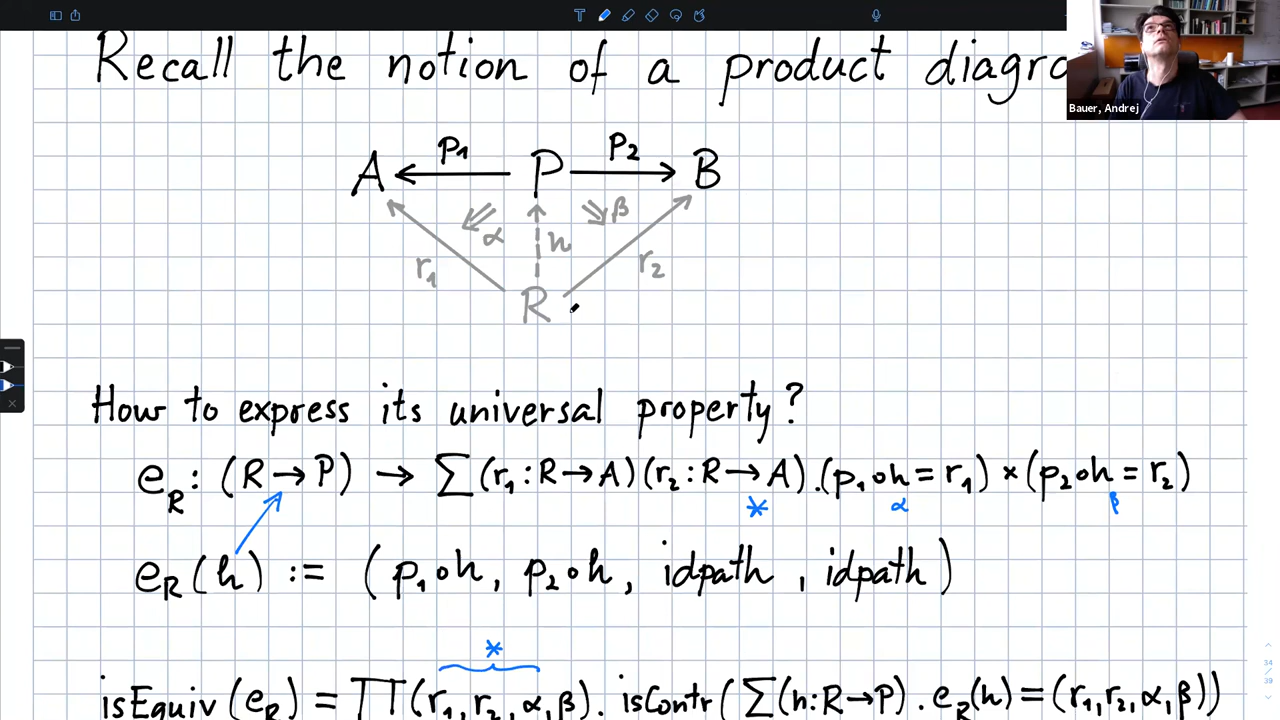 Recall the notion of a product diagra
Bauer, Andrej
A p₁ P p₂ B
α β
r₁ h r₂
R
How to express its universal property?
e_R : (R → P) → ∑ (r₁ : R → A)(r₂ : R → A).(p₁∘h = r₁) × (p₂∘h = r₂)
* α β
e_R(h) := (p₁∘h, p₂∘h, idpath, idpath)
*
isEquiv(e_R) = ∏(r₁, r₂, α, β). isContr(∑(h:R→P). e_R(h) = (r₁, r₂, α, β))
34
39